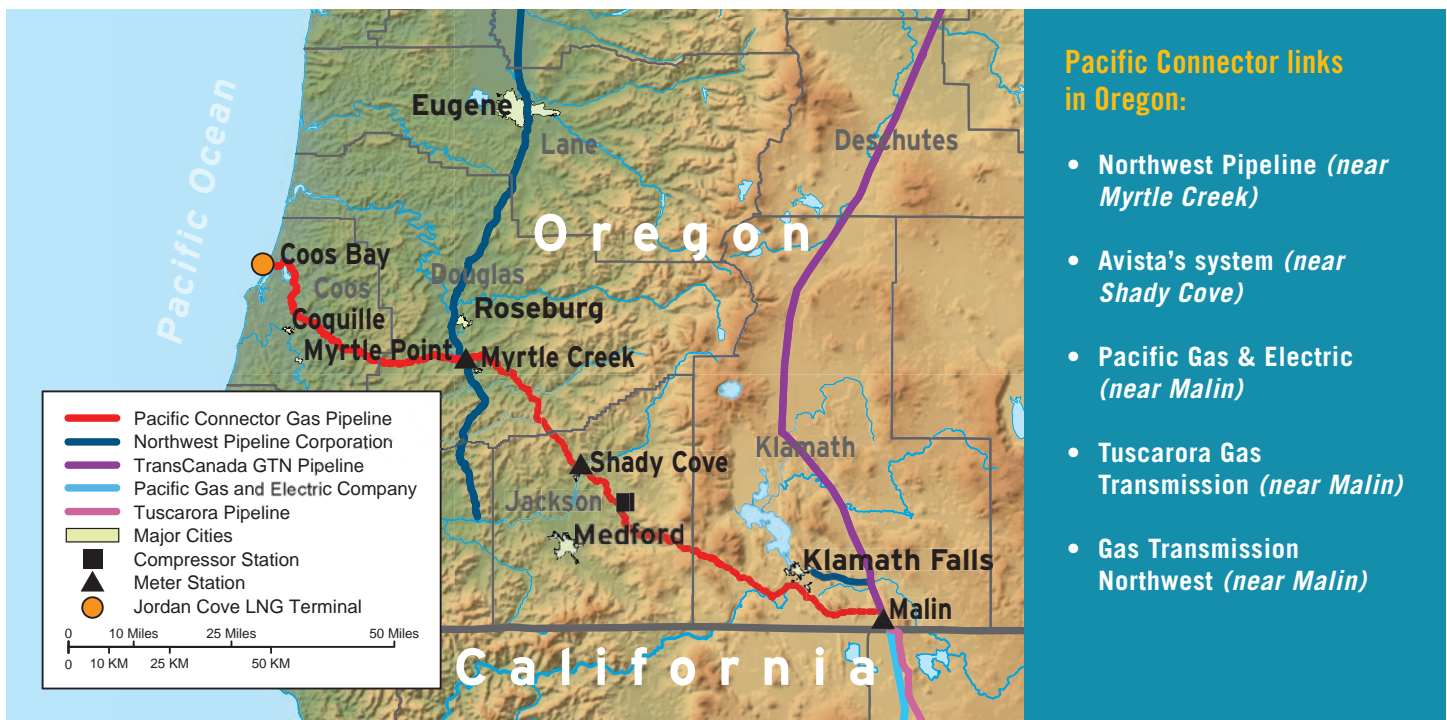 Pacific Ocean
Eugene
Lane
Deschutes
Oregon
Coos Bay
Coos
Douglas
Roseburg
Coquille
Myrtle Point
Myrtle Creek
Klamath
Shady Cove
Jackson
Medford
Klamath Falls
Malin
California
Pacific Connector Gas Pipeline
Northwest Pipeline Corporation
TransCanada GTN Pipeline
Pacific Gas and Electric Company
Tuscarora Pipeline
Major Cities
Compressor Station
Meter Station
Jordan Cove LNG Terminal
0 10 Miles 25 Miles 50 Miles
0 10 KM 25 KM 50 KM
Pacific Connector links
in Oregon:
• Northwest Pipeline (near
Myrtle Creek)
• Avista’s system (near
Shady Cove)
• Pacific Gas & Electric
(near Malin)
• Tuscarora Gas
Transmission (near Malin)
• Gas Transmission
Northwest (near Malin)